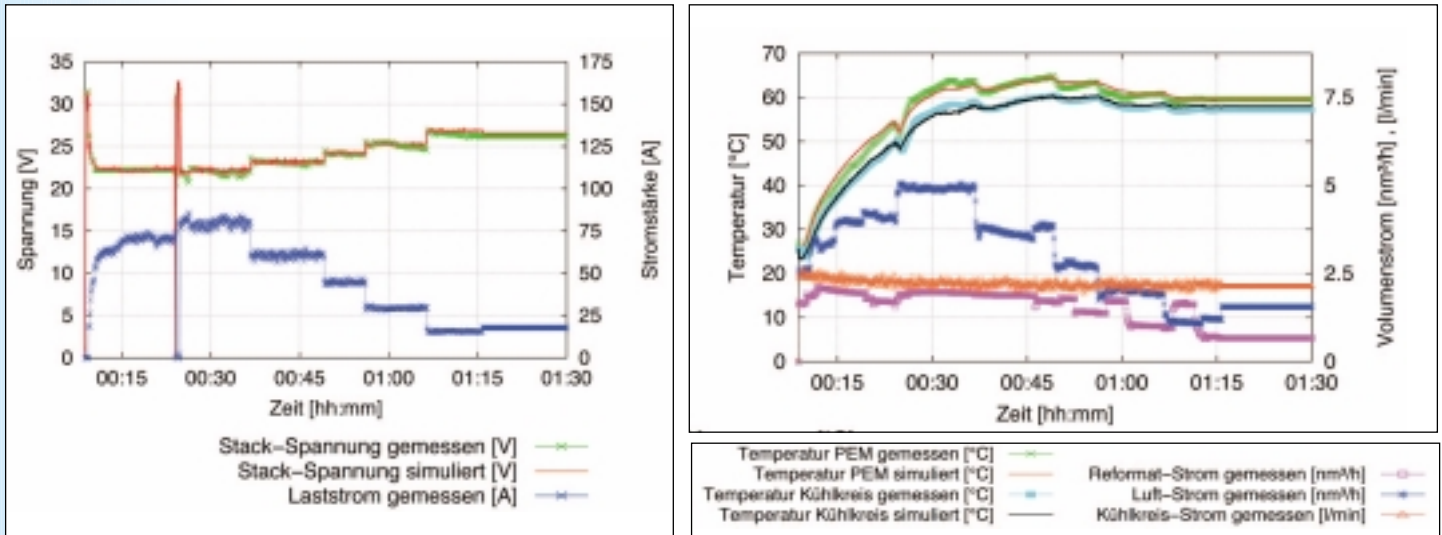 35
30
25
20
15
10
5
0
Spannung [V]
175
150
125
100
75
50
25
0
Stromstärke [A]
00:15 00:30 00:45 01:00 01:15 01:30
Zeit [hh:mm]
Stack-Spannung gemessen [V]
Stack-Spannung simuliert [V]
Laststrom gemessen [A]
70
60
50
40
30
20
10
0
Temperatur [°C]
7.5
5
2.5
0
Volumenstrom [nm³/h], [l/min]
00:15 00:30 00:45 01:00 01:15 01:30
Zeit [hh:mm]
Temperatur PEM gemessen [°C]
Temperatur PEM simuliert [°C]
Temperatur Kühlkreis gemessen [°C]
Temperatur Kühlkreis simuliert [°C]
Reformat-Strom gemessen [nm³/h]
Luft-Strom gemessen [nm³/h]
Kühlkreis-Strom gemessen [l/min]